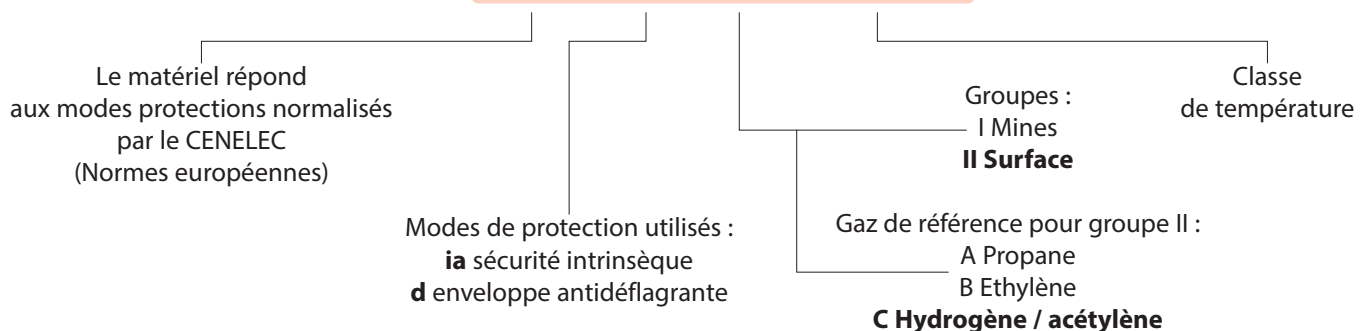 Le matériel répond
aux modes protections normalisés
par le CENELEC
(Normes européennes)
Modes de protection utilisés :
ia sécurité intrinsèque
d enveloppe antidéflagrante
Groupes :
I Mines
II Surface
Gaz de référence pour groupe II :
A Propane
B Ethylène
C Hydrogène / acétylène
Classe
de température